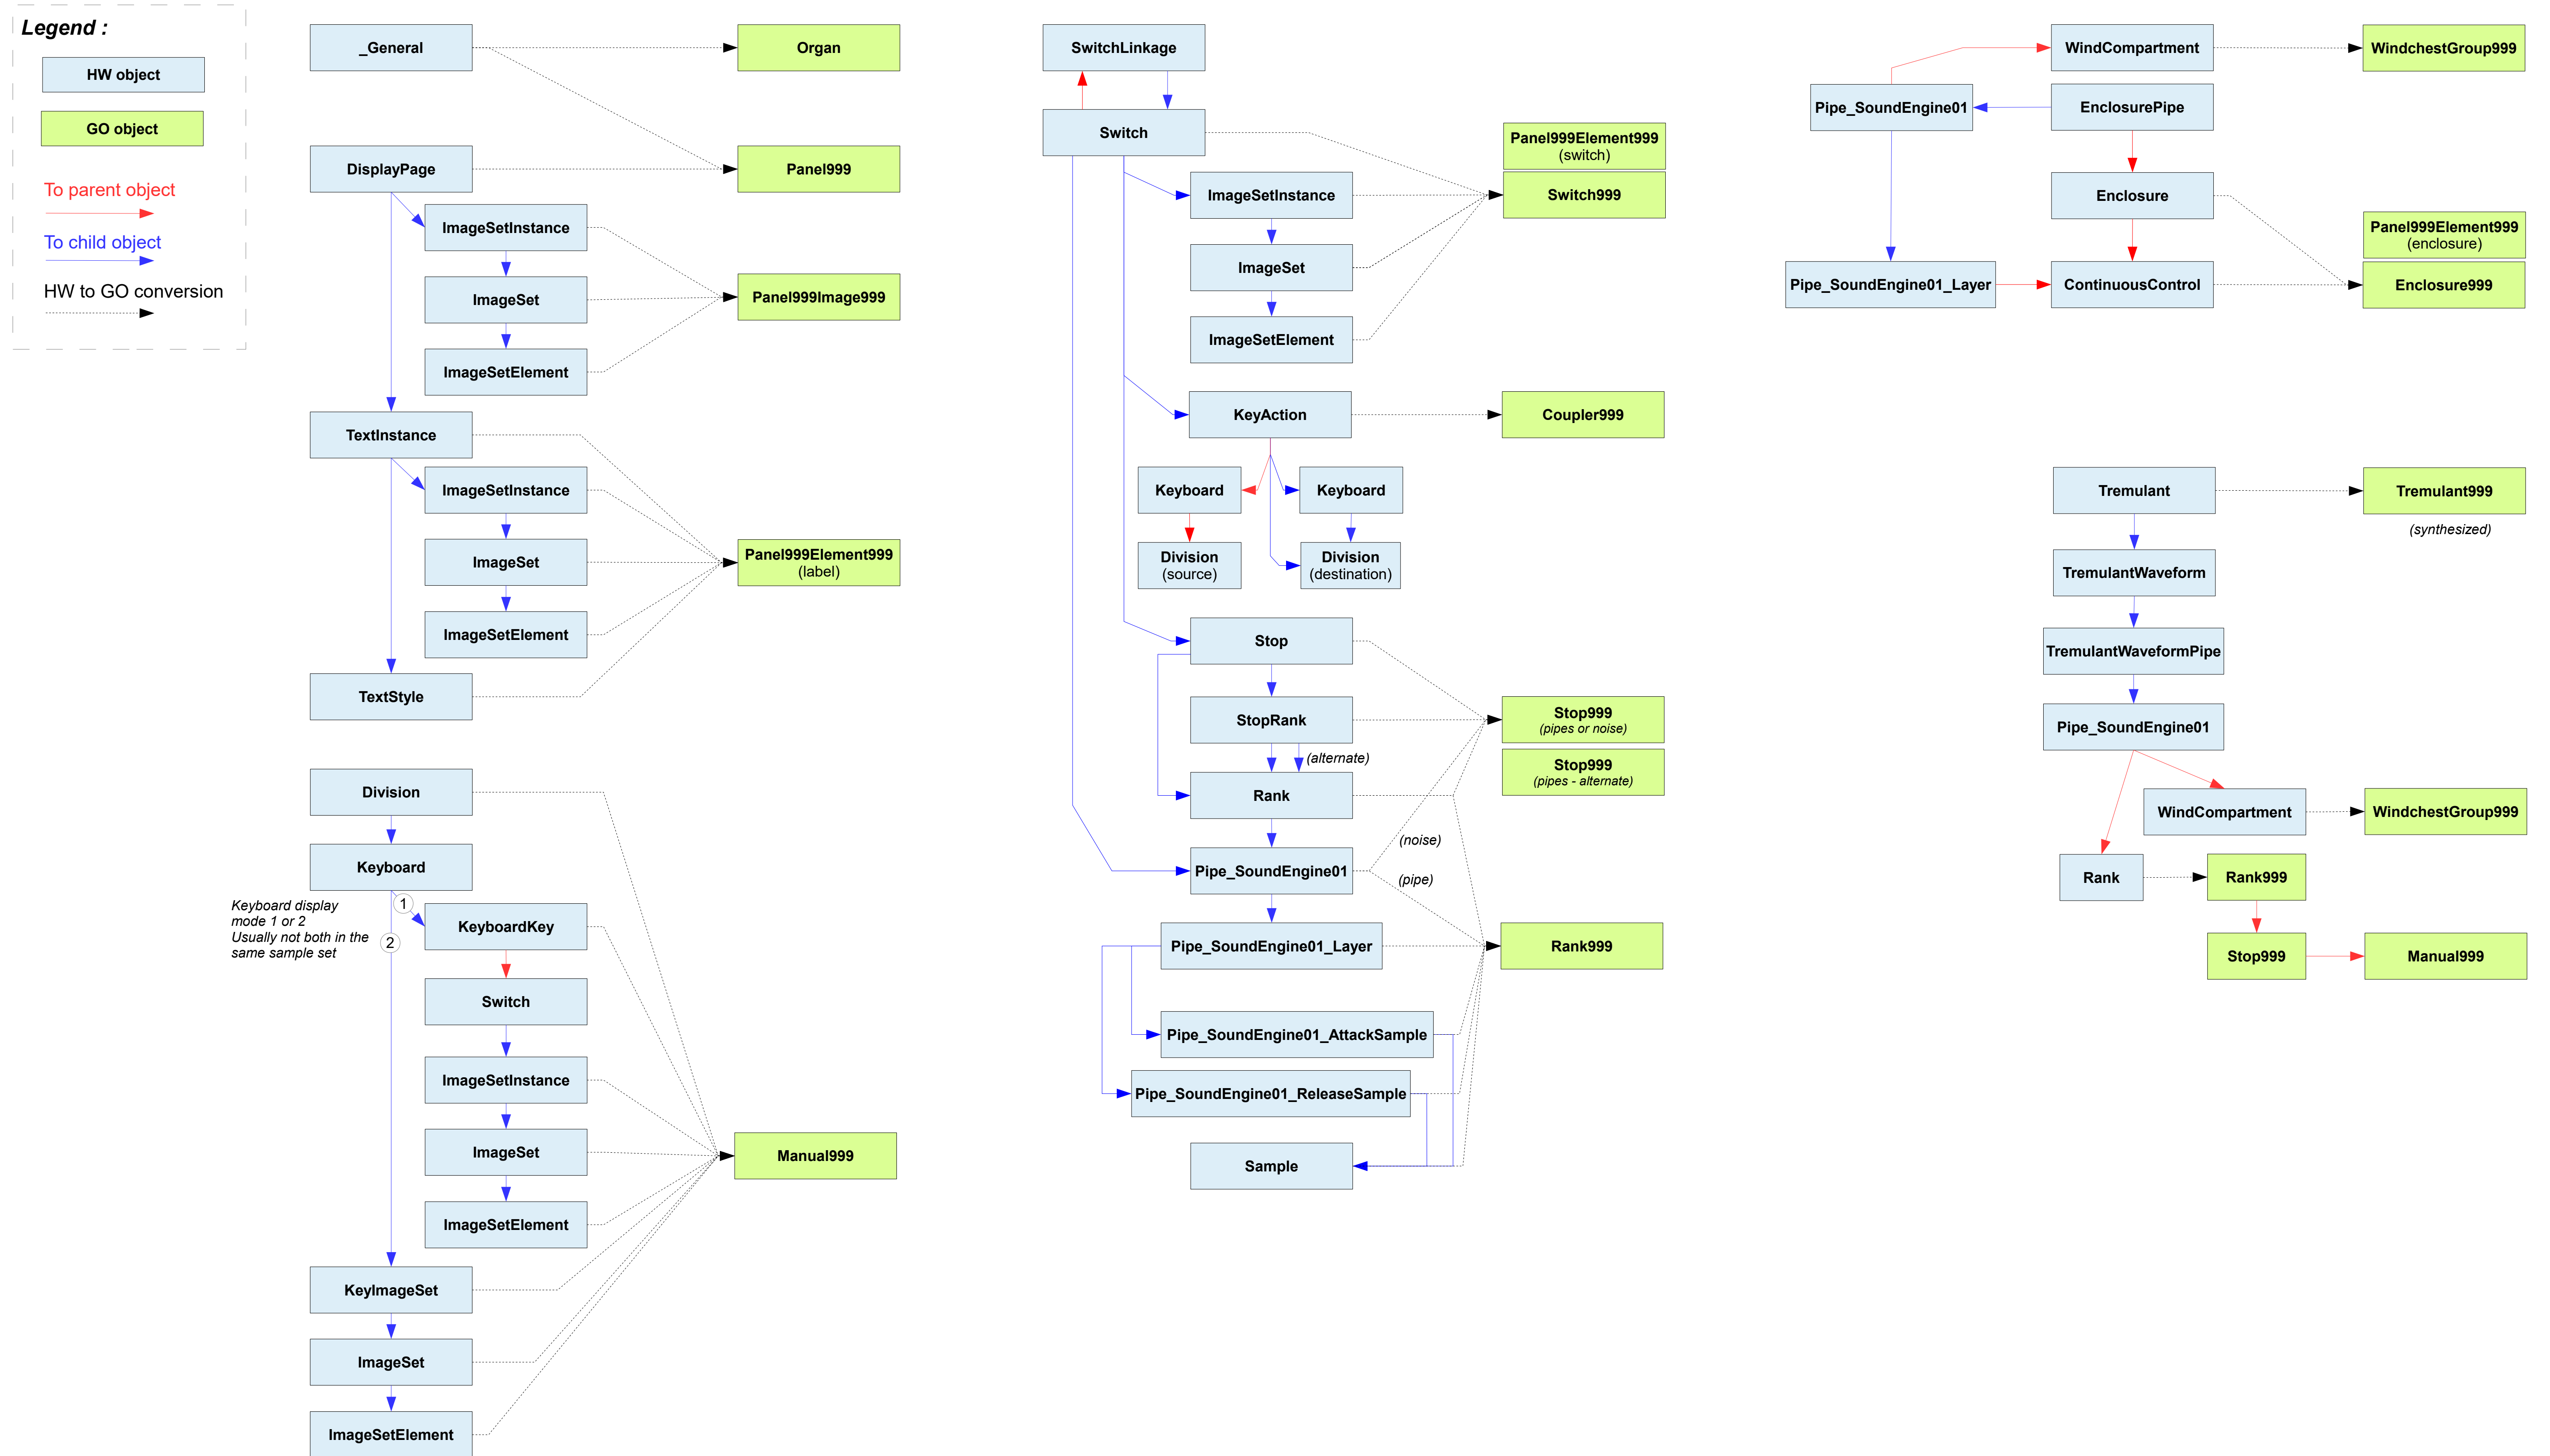 Legend :
HW object
GO object
To parent object
To child object
HW to GO conversion
_General
Organ
DisplayPage
Panel999
ImageSetInstance
ImageSet
Panel999Image999
ImageSetElement
TextInstance
ImageSetInstance
ImageSet
Panel999Element999
(label)
ImageSetElement
TextStyle
Division
Keyboard
Keyboard display
mode 1 or 2
Usually not both in the
same sample set
1
2
KeyboardKey
Switch
ImageSetInstance
ImageSet
Manual999
ImageSetElement
KeyImageSet
ImageSet
ImageSetElement
SwitchLinkage
Switch
Panel999Element999
(switch)
ImageSetInstance
Switch999
ImageSet
ImageSetElement
KeyAction
Coupler999
Keyboard
Keyboard
Division
(source)
Division
(destination)
Stop
StopRank
Stop999
(pipes or noise)
(alternate)
Stop999
(pipes - alternate)
Rank
(noise)
Pipe_SoundEngine01
(pipe)
Pipe_SoundEngine01_Layer
Rank999
Pipe_SoundEngine01_AttackSample
Pipe_SoundEngine01_ReleaseSample
Sample
WindCompartment
WindchestGroup999
Pipe_SoundEngine01
EnclosurePipe
Enclosure
Panel999Element999
(enclosure)
Pipe_SoundEngine01_Layer
ContinuousControl
Enclosure999
Tremulant
Tremulant999
(synthesized)
TremulantWaveform
TremulantWaveformPipe
Pipe_SoundEngine01
WindCompartment
WindchestGroup999
Rank
Rank999
Stop999
Manual999